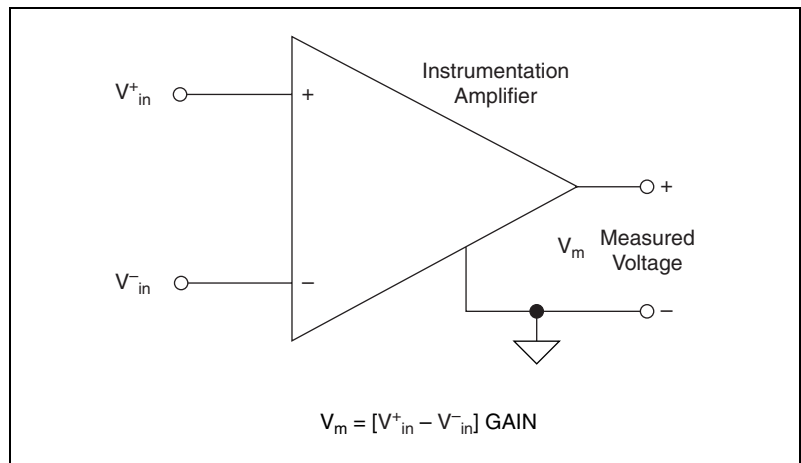 Instrumentation
Amplifier
V⁺in
+
+
Vm Measured
Voltage
V⁻in
−
−
Vm = [V⁺in – V⁻in] GAIN